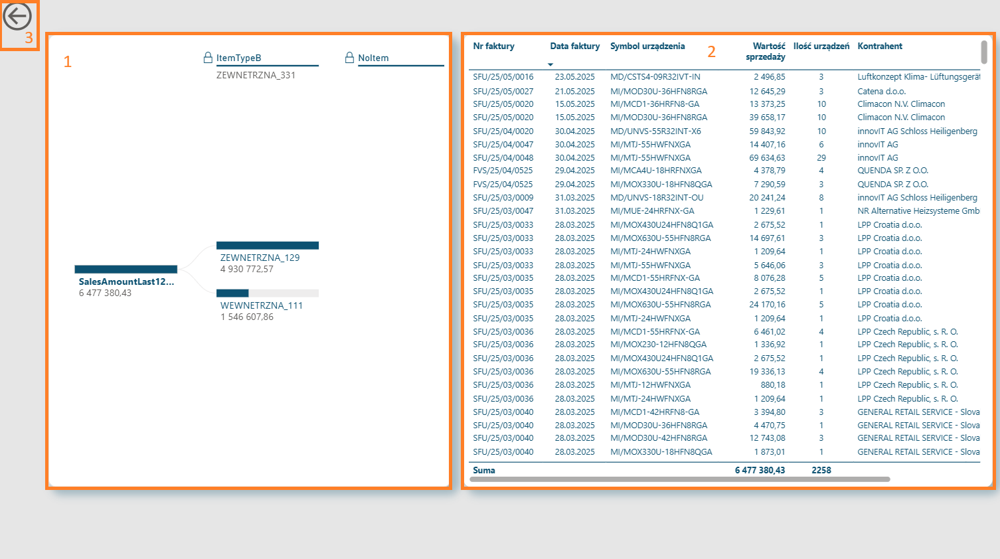 3
1
ItemTypeB
NoItem
ZEWNETRZNA_331
ZEWNETRZNA_129
4 930 772,57
SalesAmountLast12...
6 477 380,43
WEWNETRZNA_111
1 546 607,86
2
Nr faktury Data faktury Symbol urządzenia Wartość sprzedaży Ilość urządzeń Kontrahent
SFU/25/05/0016 23.05.2025 MD/CSTS4-09R32IVT-IN 2 496,85 3 Luftkonzept Klima- Lüftungsgerät
SFU/25/05/0027 21.05.2025 MI/MOD30U-36HFN8RGA 12 645,29 3 Catena d.o.o.
SFU/25/05/0020 15.05.2025 MI/MCD1-36HRFN8-GA 13 373,25 10 Climacon N.V. Climacon
SFU/25/05/0020 15.05.2025 MI/MOD30U-36HFN8RGA 39 658,17 10 Climacon N.V. Climacon
SFU/25/04/0020 30.04.2025 MD/UNVS-55R32INT-X6 59 843,92 10 innovIT AG Schloss Heiligenberg
SFU/25/04/0047 30.04.2025 MI/MTJ-55HWFNXGA 14 407,16 6 innovIT AG
SFU/25/04/0048 30.04.2025 MI/MTJ-55HWFNXGA 69 634,63 29 innovIT AG
FVS/25/04/0525 29.04.2025 MI/MCA4U-18HRFNXGA 4 378,79 4 QUENDA SP. Z O.O.
FVS/25/04/0525 29.04.2025 MI/MOX330U-18HFN8QGA 7 290,59 3 QUENDA SP. Z O.O.
SFU/25/03/0009 31.03.2025 MD/UNVS-18R32INT-OU 20 241,24 8 innovIT AG Schloss Heiligenberg
SFU/25/03/0047 31.03.2025 MI/MUE-24HRFNX-GA 1 229,61 1 NR Alternative Heizsysteme Gmb
SFU/25/03/0033 28.03.2025 MI/MOX430U24HFN8Q1GA 2 675,52 1 LPP Croatia d.o.o.
SFU/25/03/0033 28.03.2025 MI/MOX630U-55HFN8RGA 14 697,61 3 LPP Croatia d.o.o.
SFU/25/03/0033 28.03.2025 MI/MTJ-24HWFNXGA 1 209,64 1 LPP Croatia d.o.o.
SFU/25/03/0033 28.03.2025 MI/MTJ-55HWFNXGA 5 646,06 3 LPP Croatia d.o.o.
SFU/25/03/0035 28.03.2025 MI/MCD1-55HRFNX-GA 8 076,28 5 LPP Croatia d.o.o.
SFU/25/03/0035 28.03.2025 MI/MOX430U24HFN8Q1GA 2 675,52 1 LPP Croatia d.o.o.
SFU/25/03/0035 28.03.2025 MI/MOX630U-55HFN8RGA 24 170,16 5 LPP Croatia d.o.o.
SFU/25/03/0035 28.03.2025 MI/MTJ-24HWFNXGA 1 209,64 1 LPP Croatia d.o.o.
SFU/25/03/0036 28.03.2025 MI/MCD1-55HRFNX-GA 6 461,02 4 LPP Czech Republic, s. R. O.
SFU/25/03/0036 28.03.2025 MI/MOX230-12HFN8QGA 1 336,92 1 LPP Czech Republic, s. R. O.
SFU/25/03/0036 28.03.2025 MI/MOX430U24HFN8Q1GA 2 675,52 1 LPP Czech Republic, s. R. O.
SFU/25/03/0036 28.03.2025 MI/MOX630U-55HFN8RGA 19 336,13 4 LPP Czech Republic, s. R. O.
SFU/25/03/0036 28.03.2025 MI/MTJ-12HWFNXGA 880,18 1 LPP Czech Republic, s. R. O.
SFU/25/03/0036 28.03.2025 MI/MTJ-24HWFNXGA 1 209,64 1 LPP Czech Republic, s. R. O.
SFU/25/03/0040 28.03.2025 MI/MCD1-42HRFN8-GA 3 394,80 3 GENERAL RETAIL SERVICE - Slova
SFU/25/03/0040 28.03.2025 MI/MOD30U-36HFN8RGA 4 470,75 1 GENERAL RETAIL SERVICE - Slova
SFU/25/03/0040 28.03.2025 MI/MOD30U-42HFN8RGA 12 743,08 3 GENERAL RETAIL SERVICE - Slova
SFU/25/03/0040 28.03.2025 MI/MOX330U-18HFN8QGA 1 873,01 1 GENERAL RETAIL SERVICE - Slova
Suma 6 477 380,43 2258